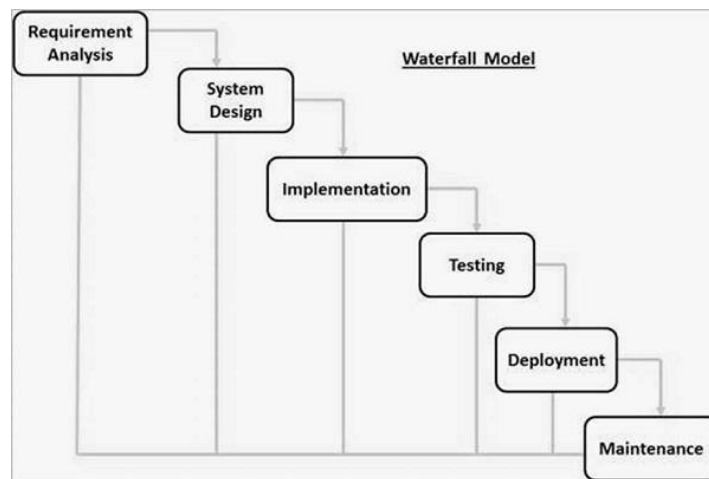 Requirement
Analysis
Waterfall Model
System
Design
Implementation
Testing
Deployment
Maintenance